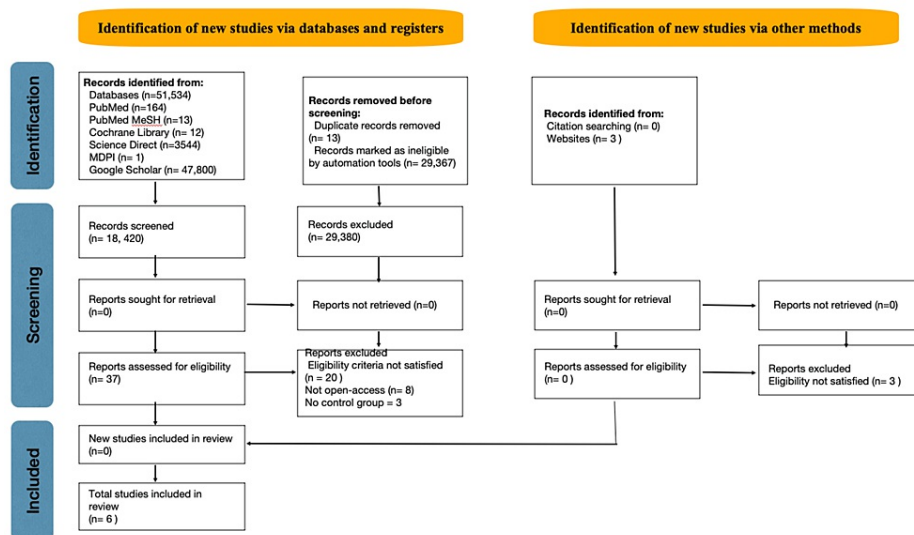 Identification of new studies via databases and registers
Identification of new studies via other methods
Identification
Records identified from:
Databases (n=51,534)
PubMed (n=164)
PubMed MeSH (n=13)
Cochrane Library (n= 12)
Science Direct (n=3544)
MDPI (n= 1)
Google Scholar (n= 47,800)
Records removed before
screening:
Duplicate records removed
(n= 13)
Records marked as ineligible
by automation tools (n= 29,367)
Records identified from:
Citation searching (n= 0)
Websites (n= 3 )
Screening
Records screened
(n= 18, 420)
Records excluded
(n= 29,380)
Reports sought for retrieval
(n=0)
Reports not retrieved (n=0)
Reports sought for retrieval
(n=0)
Reports not retrieved (n=0)
Reports assessed for eligibility
(n= 37)
Reports excluded
Eligibility criteria not satisfied
(n = 20 )
Not open-access (n= 8)
No control group = 3
Reports assessed for eligibility
(n= 0 )
Reports excluded
Eligibility not satisfied (n= 3 )
Included
New studies included in review
(n=0)
Total studies included in
review
(n= 6 )